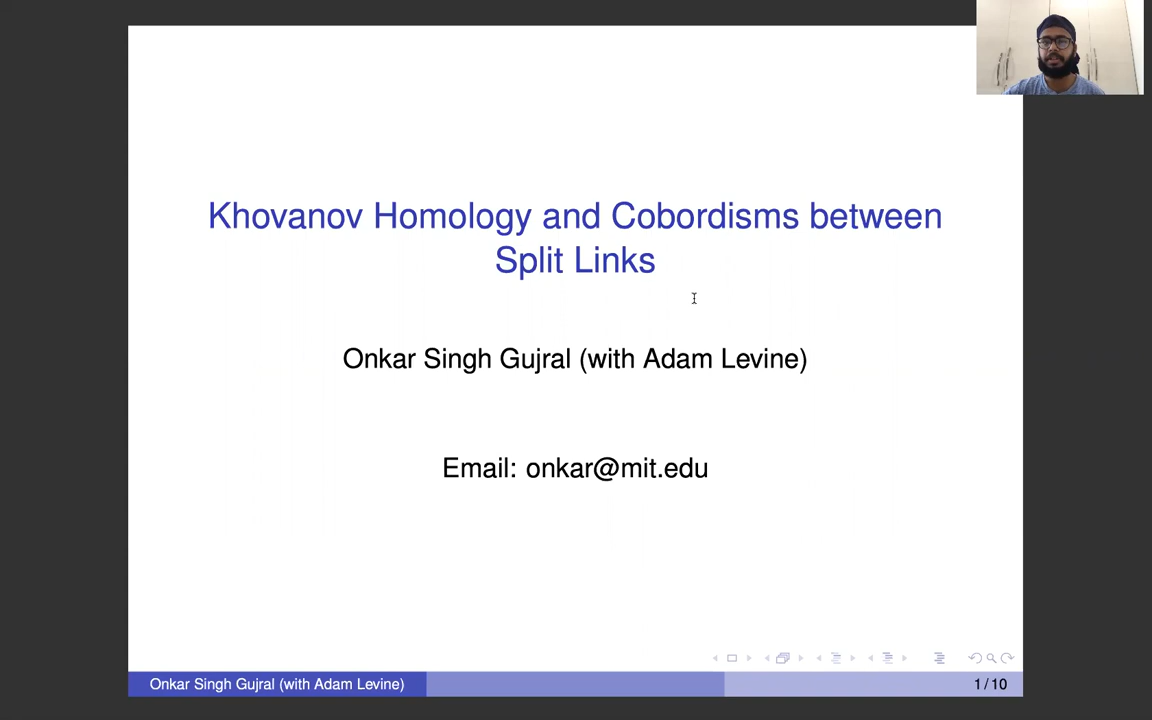 Khovanov Homology and Cobordisms between
Split Links
Onkar Singh Gujral (with Adam Levine)
Email: onkar@mit.edu
Onkar Singh Gujral (with Adam Levine)
1 / 10